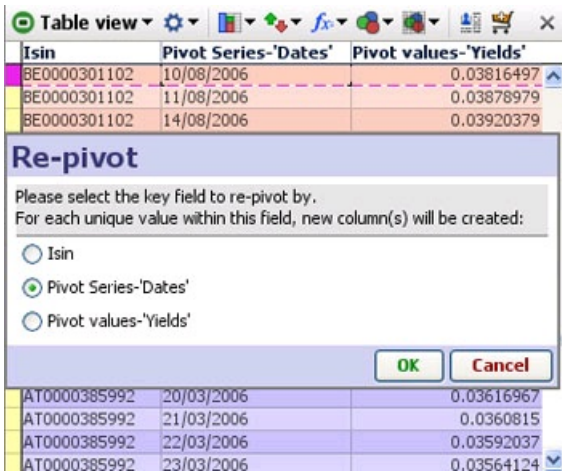 Table view
Isin Pivot Series-'Dates' Pivot values-'Yields'
BE0000301102 10/08/2006 0.03816497
BE0000301102 11/08/2006 0.03878979
BE0000301102 14/08/2006 0.03920379
Re-pivot
Please select the key field to re-pivot by.
For each unique value within this field, new column(s) will be created:
Isin
Pivot Series-'Dates'
Pivot values-'Yields'
OK Cancel
AT0000385992 20/03/2006 0.03616967
AT0000385992 21/03/2006 0.0360815
AT0000385992 22/03/2006 0.03592037
AT0000385992 23/03/2006 0.03564124